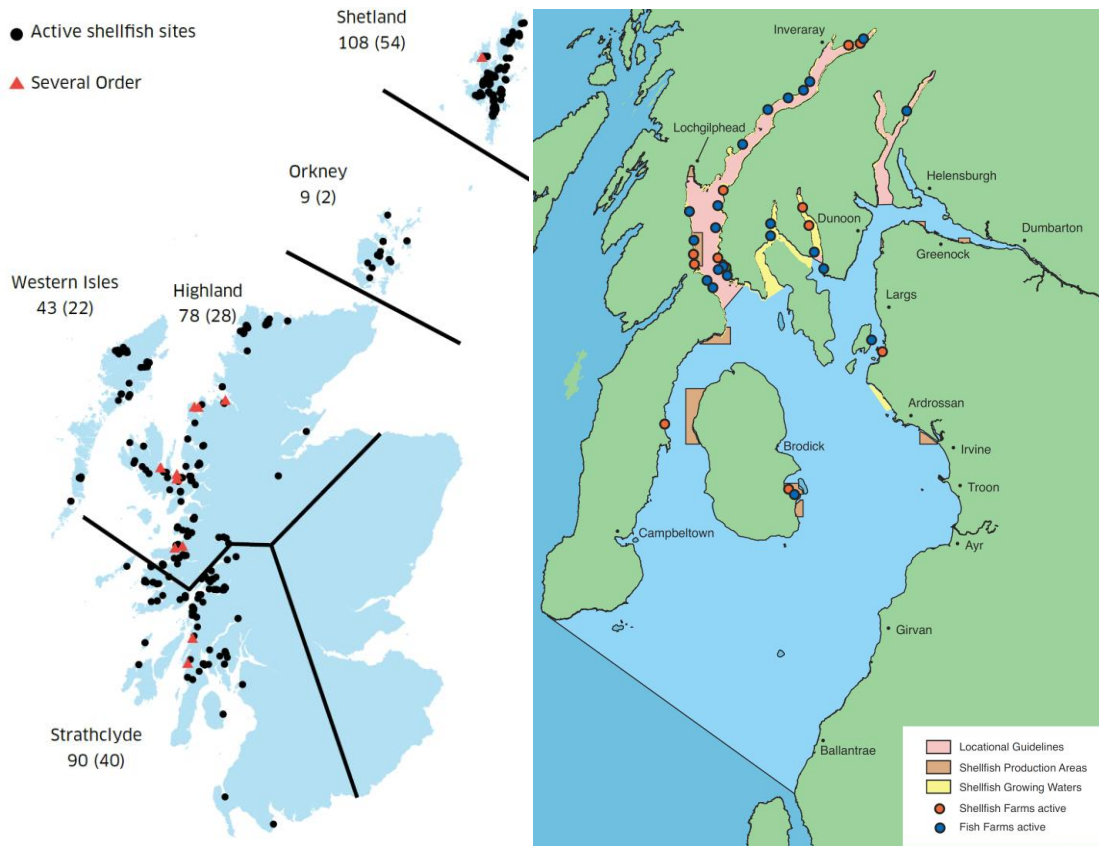 Active shellfish sites
Several Order
Shetland
108 (54)
Orkney
9 (2)
Western Isles
43 (22)
Highland
78 (28)
Strathclyde
90 (40)
Inveraray
Lochgilphead
Helensburgh
Dunoon
Dumbarton
Greenock
Largs
Ardrossan
Brodick
Irvine
Troon
Campbeltown
Ayr
Girvan
Ballantrae
Locational Guidelines
Shellfish Production Areas
Shellfish Growing Waters
Shellfish Farms active
Fish Farms active